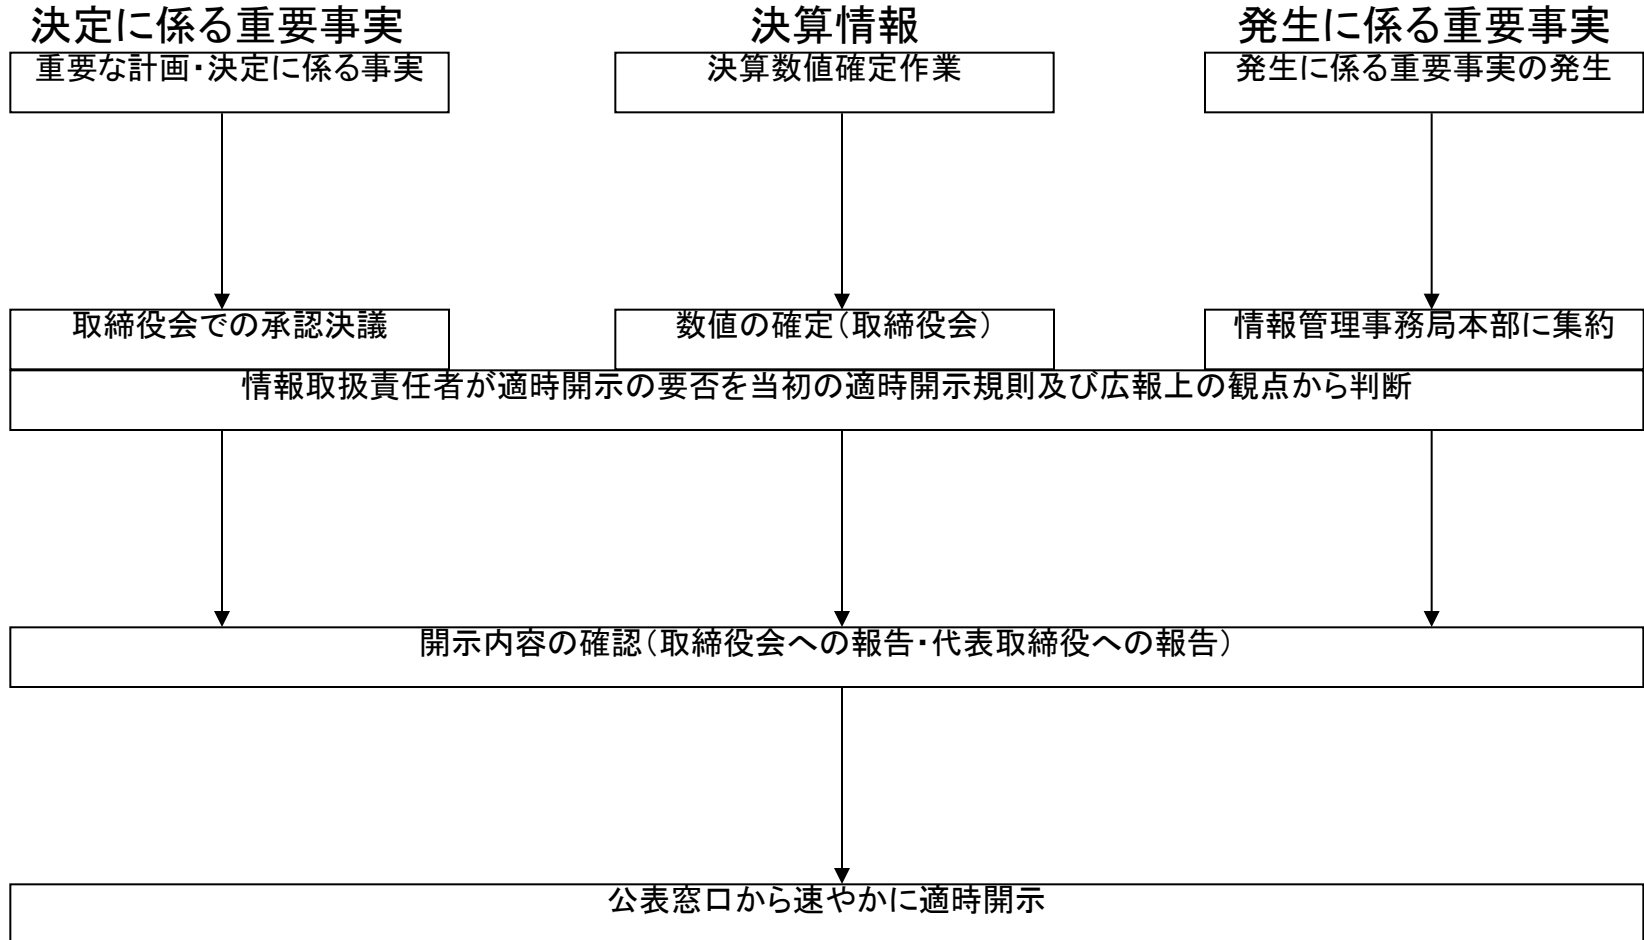 決定に係る重要事実
決算情報
発生に係る重要事実
重要な計画・決定に係る事実
決算数値確定作業
発生に係る重要事実の発生
取締役会での承認決議
数値の確定（取締役会）
情報管理事務局本部に集約
情報取扱責任者が適時開示の要否を当初の適時開示規則及び広報上の観点から判断
開示内容の確認（取締役会への報告・代表取締役への報告）
公表窓口から速やかに適時開示